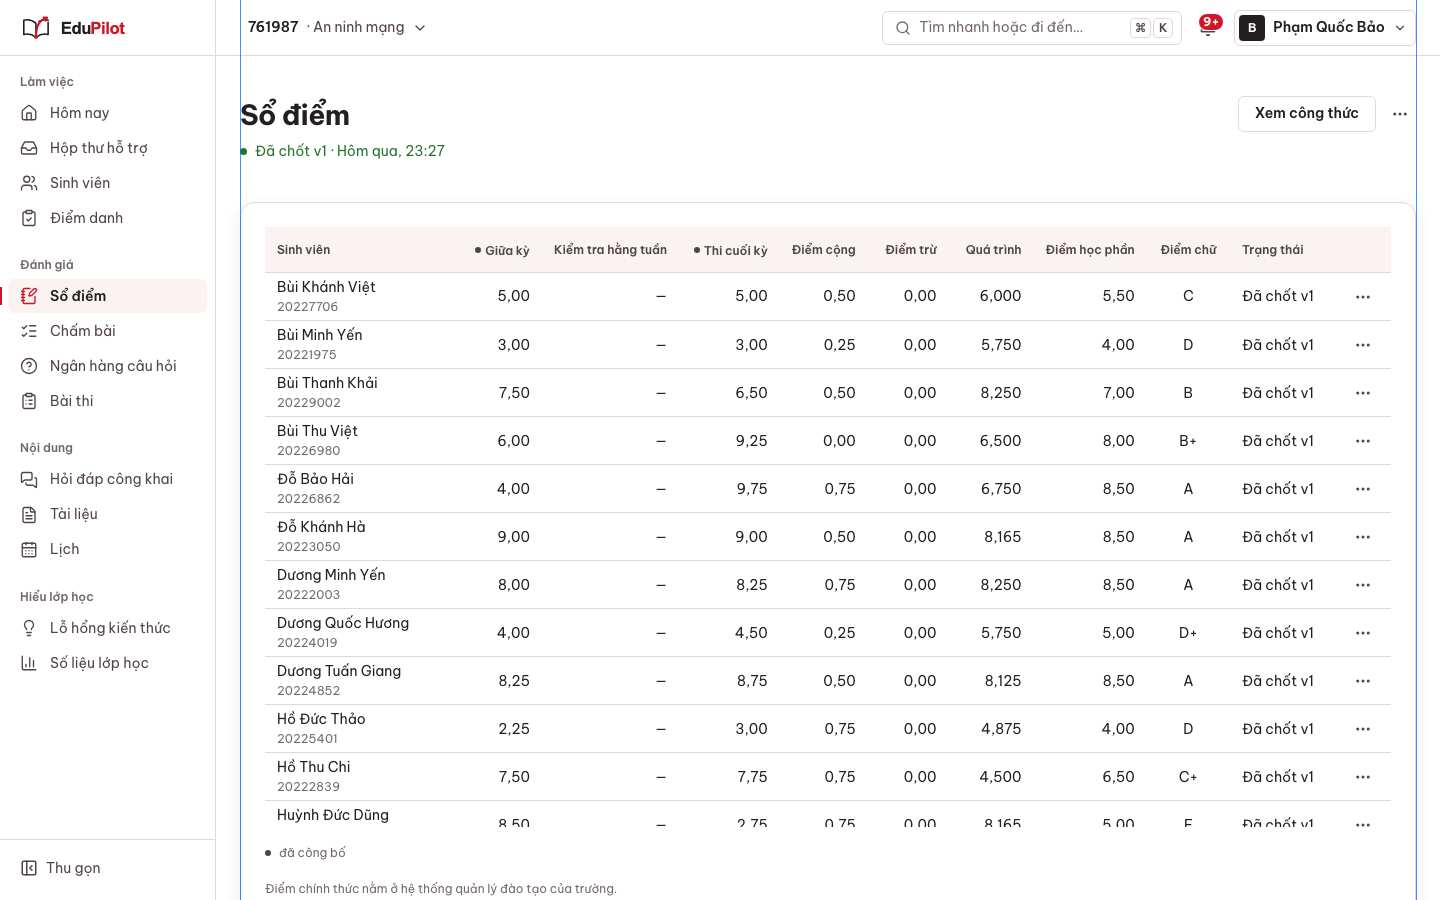 EduPilot
761987 · An ninh mạng
Tìm nhanh hoặc đi đến...
⌘ K
9+
B Phạm Quốc Bảo
Làm việc
Hôm nay
Hộp thư hỗ trợ
Sinh viên
Điểm danh
Đánh giá
Sổ điểm
Chấm bài
Ngân hàng câu hỏi
Bài thi
Nội dung
Hỏi đáp công khai
Tài liệu
Lịch
Hiểu lớp học
Lỗ hổng kiến thức
Số liệu lớp học
Thu gọn
Sổ điểm
Đã chốt v1 · Hôm qua, 23:27
Xem công thức
Sinh viên Giữa kỳ Kiểm tra hằng tuần Thi cuối kỳ Điểm cộng Điểm trừ Quá trình Điểm học phần Điểm chữ Trạng thái
Bùi Khánh Việt
20227706
5,00 – 5,00 0,50 0,00 6,000 5,50 C Đã chốt v1
Bùi Minh Yến
20221975
3,00 – 3,00 0,25 0,00 5,750 4,00 D Đã chốt v1
Bùi Thanh Khải
20229002
7,50 – 6,50 0,50 0,00 8,250 7,00 B Đã chốt v1
Bùi Thu Việt
20226980
6,00 – 9,25 0,00 0,00 6,500 8,00 B+ Đã chốt v1
Đỗ Bảo Hải
20226862
4,00 – 9,75 0,75 0,00 6,750 8,50 A Đã chốt v1
Đỗ Khánh Hà
20223050
9,00 – 9,00 0,50 0,00 8,165 8,50 A Đã chốt v1
Dương Minh Yến
20222003
8,00 – 8,25 0,75 0,00 8,250 8,50 A Đã chốt v1
Dương Quốc Hương
20224019
4,00 – 4,50 0,25 0,00 5,750 5,00 D+ Đã chốt v1
Dương Tuấn Giang
20224852
8,25 – 8,75 0,50 0,00 8,125 8,50 A Đã chốt v1
Hồ Đức Thảo
20225401
2,25 – 3,00 0,75 0,00 4,875 4,00 D Đã chốt v1
Hồ Thu Chi
20222839
7,50 – 7,75 0,75 0,00 4,500 6,50 C+ Đã chốt v1
Huỳnh Đức Dũng
8,50 – 2,75 0,75 0,00 8,165 5,00 F Đã chốt v1
đã công bố
Điểm chính thức nằm ở hệ thống quản lý đào tạo của trường.